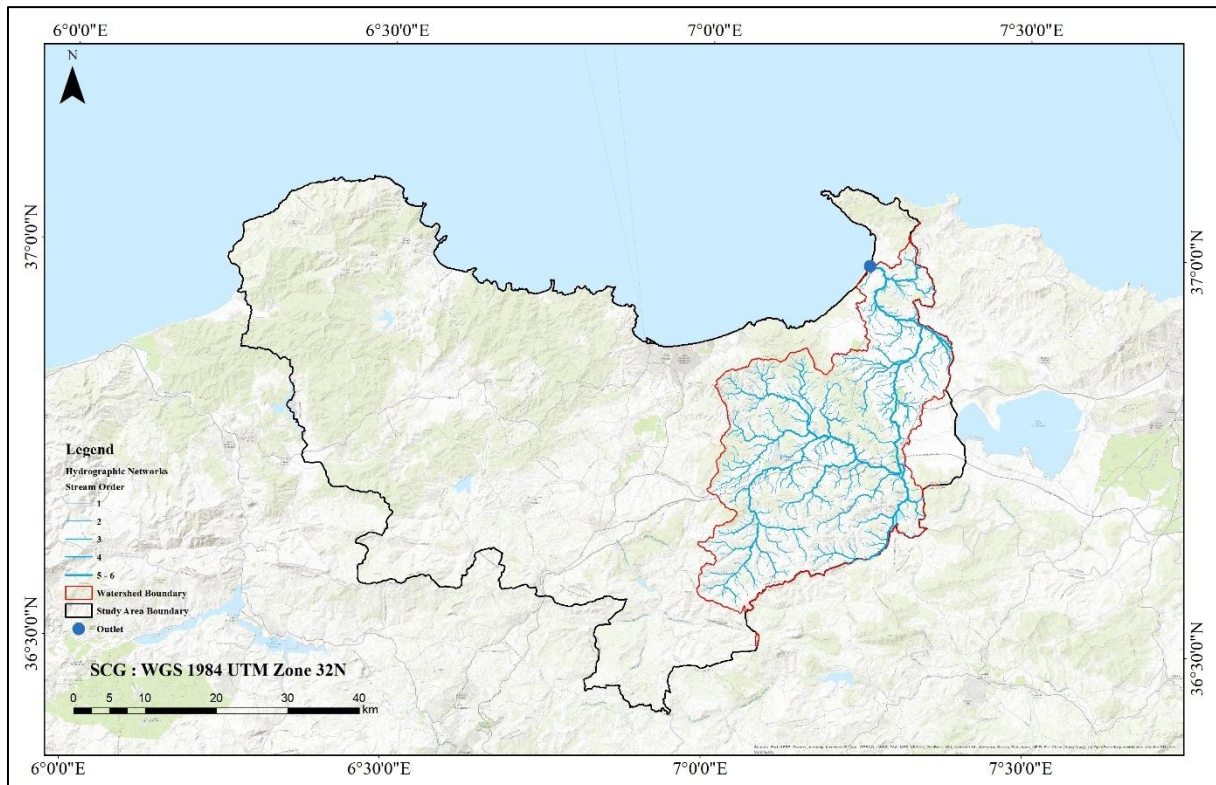 6°0'0"E 6°30'0"E 7°0'0"E 7°30'0"E
N
37°0'0"N
37°0'0"N
Legend
Hydrographic Networks
Stream Order
1
2
3
4
5 - 6
Watershed Boundary
Study Area Boundary
Outlet
36°30'0"N
36°30'0"N
SCG : WGS 1984 UTM Zone 32N
0 5 10 20 30 40
km
6°0'0"E 6°30'0"E 7°0'0"E 7°30'0"E